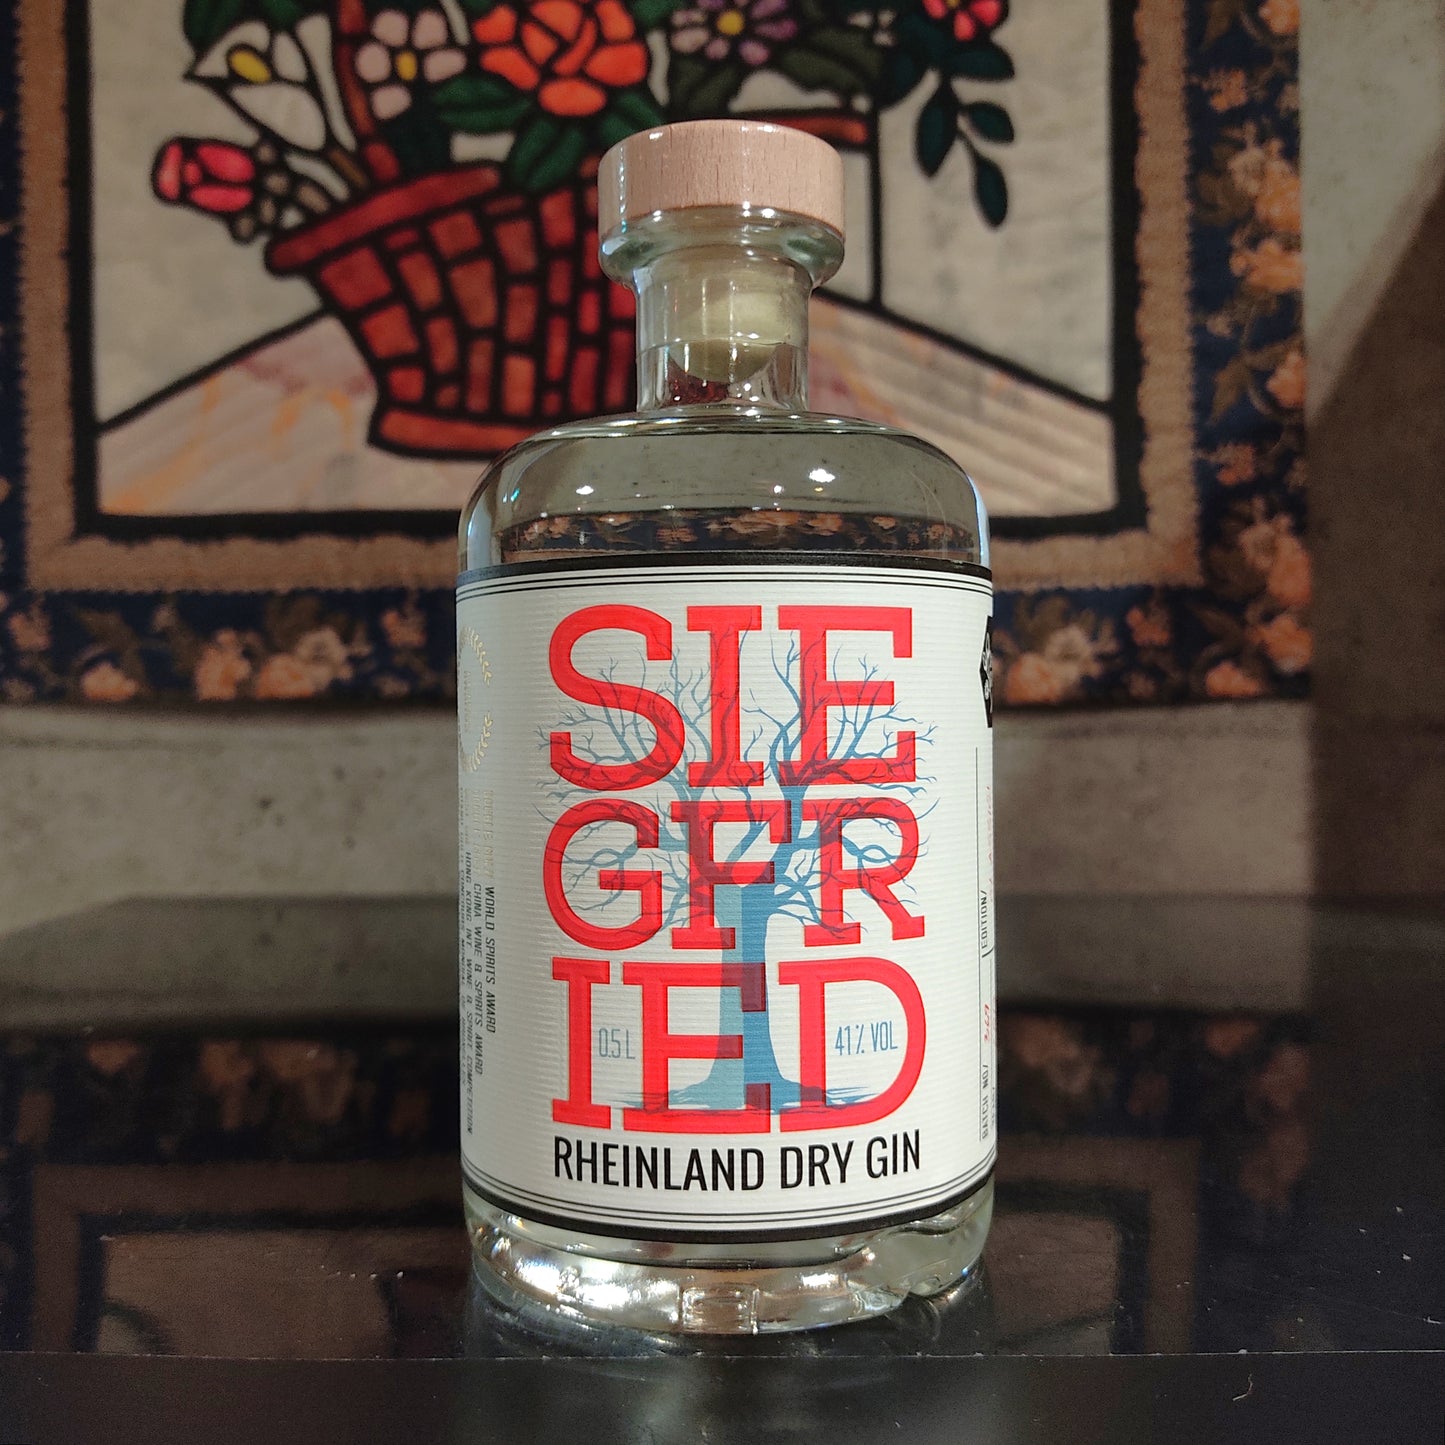 SIE
GFR
IED
0.5 L
41% VOL
RHEINLAND DRY GIN
WORLD SPIRITS AWARD
CHINA WINE & SPIRITS AWARD
HONG KONG INT. WINE & SPIRIT COMPETITION
EDITION/
BATCH NO/